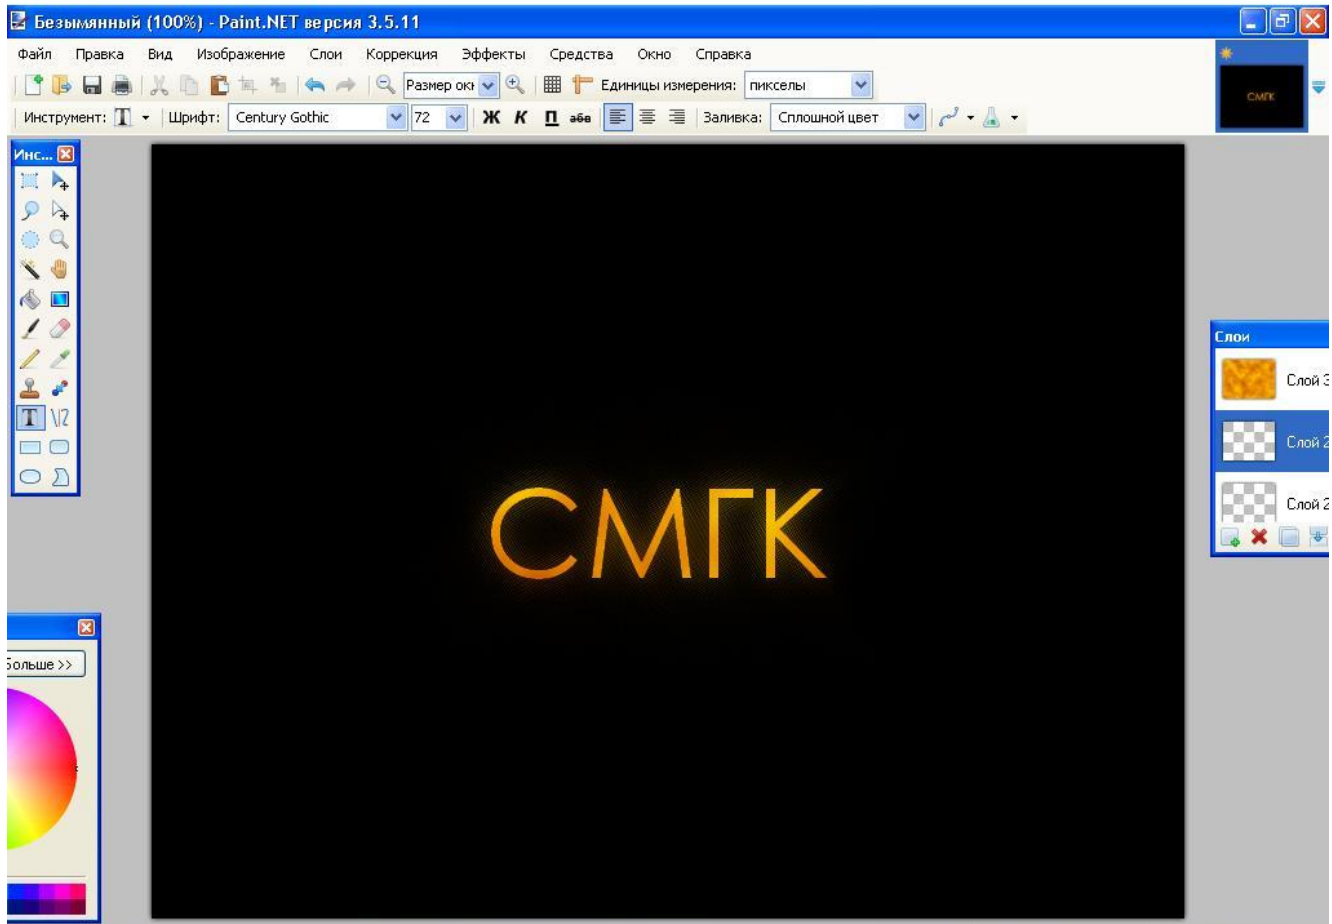 Безымянный (100%) - Paint.NET версия 3.5.11
Файл Правка Вид Изображение Слои Коррекция Эффекты Средства Окно Справка
Размер окн Единицы измерения: пикселы
Инструмент: T Шрифт: Century Gothic 72 Ж К П абв Заливка: Сплошной цвет
СМГК
Инс...
Слои
Слой 3
Слой 2
Слой 2
СМГК
Больше >>